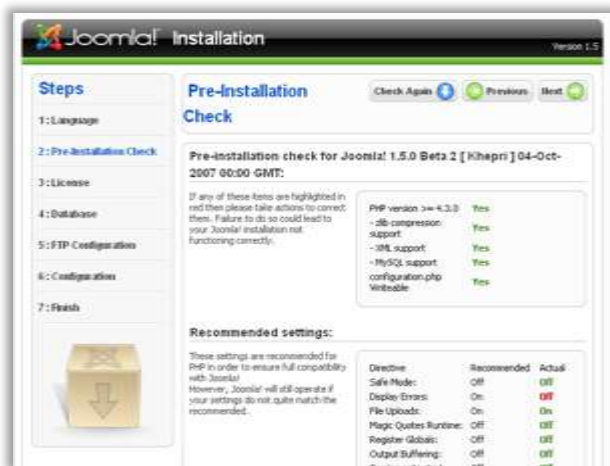 Joomla! Installation
Version 1.5
Steps
1 : Language
2 : Pre-Installation Check
3 : License
4 : Database
5 : FTP Configuration
6 : Configuration
7 : Finish
Pre-Installation
Check
Check Again
Previous
Next
Pre-installation check for Joomla! 1.5.0 Beta 2 [ Khepri ] 04-Oct-
2007 00:00 GMT:
If any of these items are highlighted in
red then please take actions to correct
them. Failure to do so could lead to
your Joomla! installation not
functioning correctly.
PHP version >= 4.3.0 Yes
- zlib compression
support Yes
- XML support Yes
- MySQL support Yes
configuration.php
Writeable Yes
Recommended settings:
These settings are recommended for
PHP in order to ensure full compatibility
with Joomla!
However, Joomla! will still operate if
your settings do not quite match the
recommended.
Directive Recommended Actual
Safe Mode: Off Off
Display Errors: On Off
File Uploads: On On
Magic Quotes Runtime: Off Off
Register Globals: Off Off
Output Buffering: Off Off